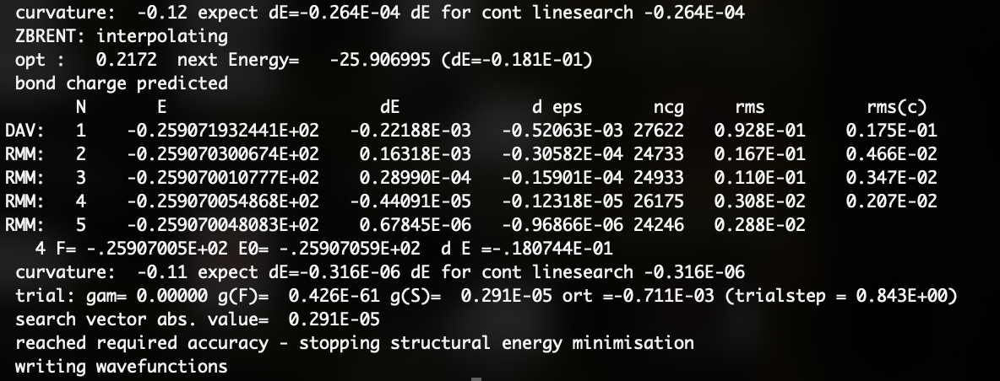 curvature:  -0.12 expect dE=-0.264E-04 dE for cont linesearch -0.264E-04
ZBRENT: interpolating
opt :   0.2172  next Energy=   -25.906995 (dE=-0.181E-01)
bond charge predicted
       N       E                     dE             d eps       ncg     rms          rms(c)
DAV:   1    -0.259071932441E+02   -0.22188E-03   -0.52063E-03 27622   0.928E-01    0.175E-01
RMM:   2    -0.259070300674E+02    0.16318E-03   -0.30582E-04 24733   0.167E-01    0.466E-02
RMM:   3    -0.259070010777E+02    0.28990E-04   -0.15901E-04 24933   0.110E-01    0.347E-02
RMM:   4    -0.259070054868E+02   -0.44091E-05   -0.12318E-05 26175   0.308E-02    0.207E-02
RMM:   5    -0.259070048083E+02    0.67845E-06   -0.96866E-06 24246   0.288E-02
   4 F= -.25907005E+02 E0= -.25907059E+02  d E =-.180744E-01
curvature:  -0.11 expect dE=-0.316E-06 dE for cont linesearch -0.316E-06
trial: gam= 0.00000 g(F)=  0.426E-61 g(S)=  0.291E-05 ort =-0.711E-03 (trialstep = 0.843E+00)
search vector abs. value=  0.291E-05
reached required accuracy - stopping structural energy minimisation
writing wavefunctions